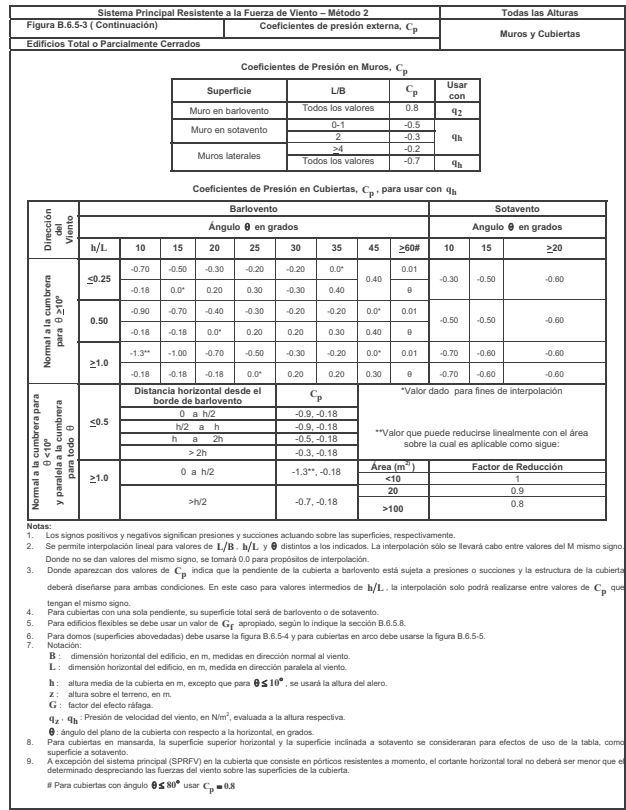 Sistema Principal Resistente a la Fuerza de Viento – Método 2
Todas las Alturas
Figura B.6.5-3 ( Continuación)
Coeficientes de presión externa, Cp
Muros y Cubiertas
Edificios Total o Parcialmente Cerrados
Coeficientes de Presión en Muros, Cp
Superficie L/B Cp Usar con
Muro en barlovento Todos los valores 0.8 qz
Muro en sotavento 0-1 -0.5 qh
2 -0.3
≥4 -0.2
Muros laterales Todos los valores -0.7 qh
Coeficientes de Presión en Cubiertas, Cp, para usar con qh
Dirección del Viento
Barlovento Sotavento
Ángulo θ en grados Angulo θ en grados
h/L 10 15 20 25 30 35 45 ≥60# 10 15 ≥20
Normal a la cumbrera para θ ≥10º
≤0.25 -0.70 -0.50 -0.30 -0.20 -0.20 0.0* 0.40 0.01 -0.30 -0.50 -0.60
-0.18 0.0* 0.20 0.30 -0.30 0.40 θ
0.50 -0.90 -0.70 -0.40 -0.30 -0.20 -0.20 0.0* 0.01 -0.50 -0.50 -0.60
-0.18 -0.18 0.0* 0.20 0.20 0.30 0.40 θ
≥1.0 -1.3** -1.00 -0.70 -0.50 -0.30 -0.20 0.0* 0.01 -0.70 -0.60 -0.60
-0.18 -0.18 -0.18 0.0* 0.20 0.20 0.30 θ -0.70 -0.60 -0.60
Normal a la cumbrera para θ <10º y paralela a la cumbrera para todo θ
Distancia horizontal desde el borde de barlovento Cp
*Valor dado para fines de interpolación
≤0.5 0 a h/2 -0.9, -0.18
h/2 a h -0.9, -0.18
h a 2h -0.5, -0.18
> 2h -0.3, -0.18
**Valor que puede reducirse linealmente con el área
sobre la cual es aplicable como sigue:
≥1.0 0 a h/2 -1.3**, -0.18
>h/2 -0.7, -0.18
Área (m²) Factor de Reducción
<10 1
20 0.9
>100 0.8
Notas:
1. Los signos positivos y negativos significan presiones y succiones actuando sobre las superficies, respectivamente.
2. Se permite interpolación lineal para valores de L/B, h/L y θ distintos a los indicados. La interpolación sólo se llevará cabo entre valores del M mismo signo.
Donde no se dan valores del mismo signo, se tomará 0.0 para propósitos de interpolación.
3. Donde aparezcan dos valores de Cp indica que la pendiente de la cubierta a barlovento está sujeta a presiones o succiones y la estructura de la cubierta
deberá diseñarse para ambas condiciones. En este caso para valores intermedios de h/L, la interpolación solo podrá realizarse entre valores de Cp que
tengan el mismo signo.
4. Para cubiertas con una sola pendiente, su superficie total será de barlovento o de sotavento.
5. Para edificios flexibles se debe usar un valor de Gf apropiado, según lo indique la sección B.6.5.8.
6. Para domos (superficies abovedadas) debe usarse la figura B.6.5-4 y para cubiertas en arco debe usarse la figura B.6.5-5.
7. Notación:
B : dimensión horizontal del edificio, en m, medidas en dirección normal al viento.
L : dimensión horizontal del edificio, en m, medida en dirección paralela al viento.
h : altura media de la cubierta en m, excepto que para θ ≤ 10º, se usará la altura del alero.
z : altura sobre el terreno, en m.
G : factor del efecto ráfaga.
qz, qh : Presión de velocidad del viento, en N/m², evaluada a la altura respectiva.
θ : ángulo del plano de la cubierta con respecto a la horizontal, en grados.
8. Para cubiertas en mansarda, la superficie superior horizontal y la superficie inclinada a sotavento se consideraran para efectos de uso de la tabla, como
superficie a sotavento.
9. A excepción del sistema principal (SPRFV) en la cubierta que consiste en pórticos resistentes a momento, el cortante horizontal toral no deberá ser menor que el
determinado despreciando las fuerzas del viento sobre las superficies de la cubierta.
# Para cubiertas con ángulo θ ≤ 80º usar Cp = 0.8